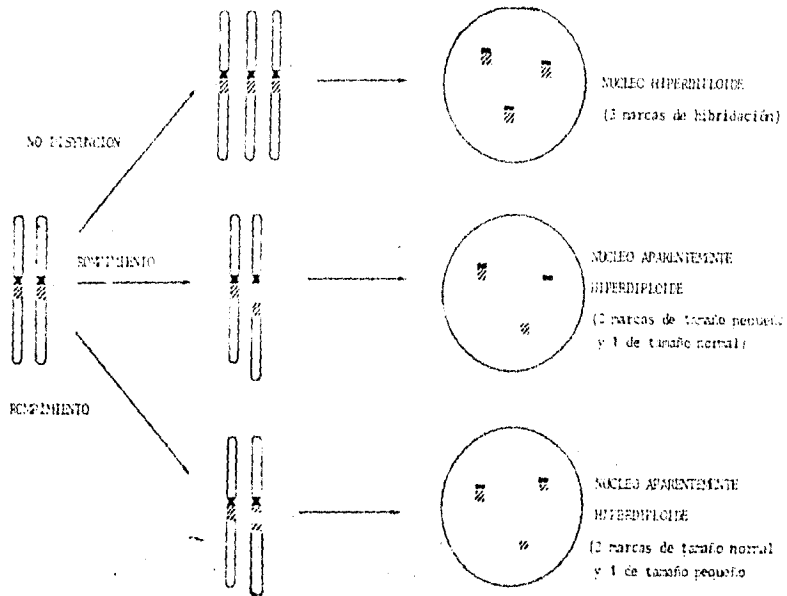 NUCLEO HIPERDIPLOIDE
(3 marcas de hibridación)
NO DISYUNCION
ROMPIMIENTO
NUCLEO APARENTEMENTE
HIPERDIPLOIDE
(2 marcas de tamaño pequeño
y 1 de tamaño normal)
ROMPIMIENTO
NUCLEO APARENTEMENTE
HIPERDIPLOIDE
(2 marcas de tamaño normal
y 1 de tamaño pequeño